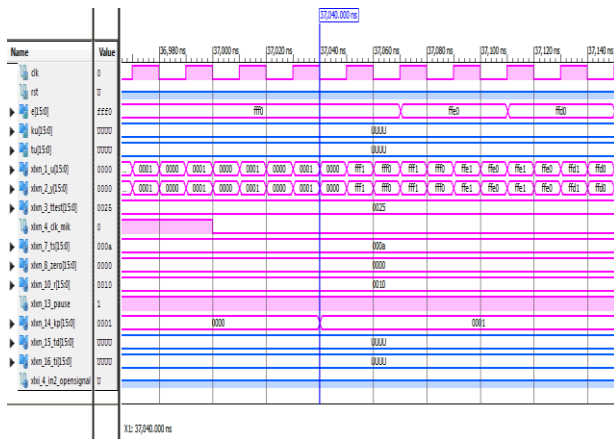 37,040.000 ns
Name Value
36,980 ns 37,000 ns 37,020 ns 37,040 ns 37,060 ns 37,080 ns 37,100 ns 37,120 ns 37,140 ns
clk 0
rst U
e[15:0] fff0 fff0 ffe0 ffd0
ku[15:0] UUUU UUUU
tu[15:0] UUUU UUUU
xlxn_1_u[15:0] 0000 ... 0001 0000 0001 0000 0001 0000 0001 0000 fff1 fff0 fff1 fff0 ffe1 ffe0 ffe1 ffe0 ffd1 ffd0
xlxn_2_y[15:0] 0000 ... 0001 0000 0001 0000 0001 0000 0001 0000 fff1 fff0 fff1 fff0 ffe1 ffe0 ffe1 ffe0 ffd1 ffd0
xlxn_3_ttest[15:0] 0025 0025
xlxn_4_clk_mik 0
xlxn_7_ts[15:0] 000a 000a
xlxn_8_zero[15:0] 0000 0000
xlxn_10_r[15:0] 0010 0010
xlxn_13_pause 1
xlxn_14_kp[15:0] 0001 0000 0001
xlxn_15_td[15:0] UUUU UUUU
xlxn_16_ti[15:0] UUUU UUUU
xlxi_4_in2_opensignal U
X1: 37,040.000 ns